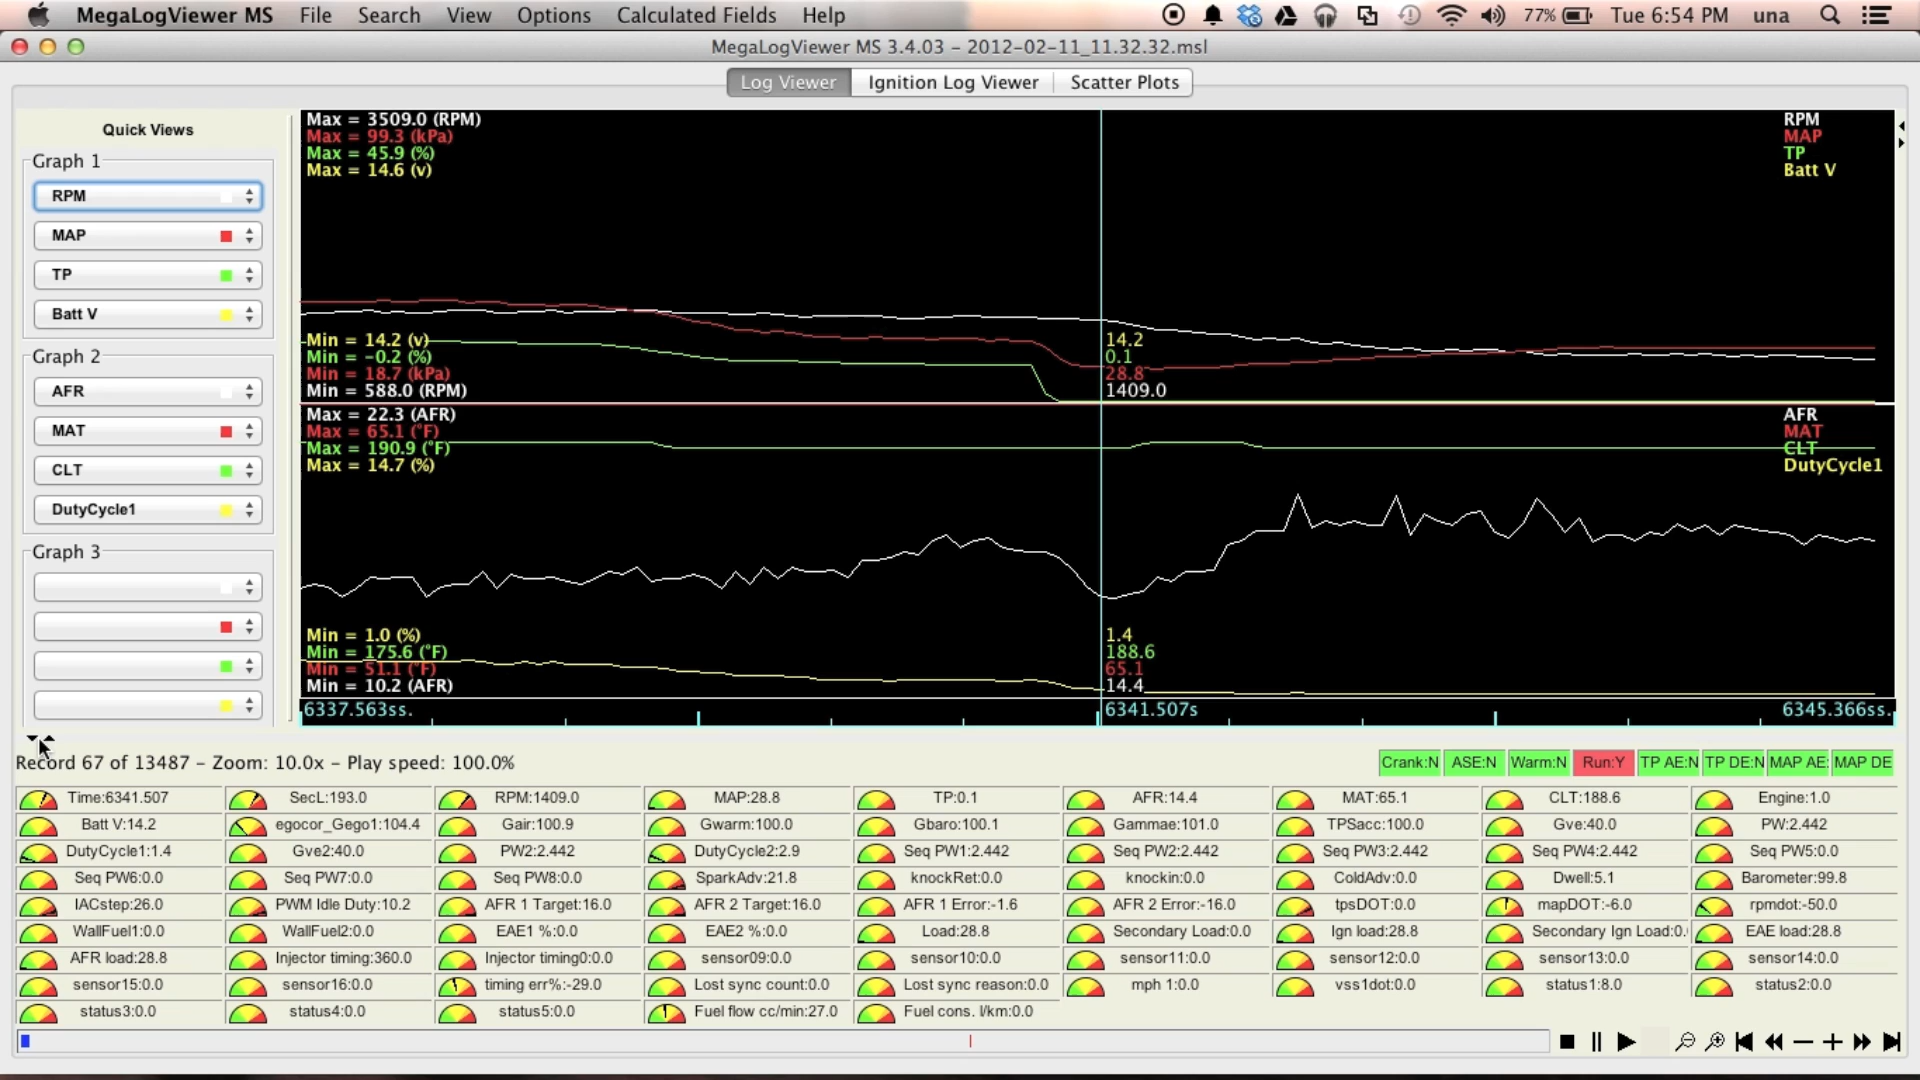 MegaLogViewer MS File Search View Options Calculated Fields Help 77% Tue 6:54 PM una
MegaLogViewer MS 3.4.03 - 2012-02-11_11.32.32.msl
Log Viewer Ignition Log Viewer Scatter Plots
Quick Views
Graph 1
RPM
MAP
TP
Batt V
Graph 2
AFR
MAT
CLT
DutyCycle1
Graph 3
Max = 3509.0 (RPM)
Max = 99.3 (kPa)
Max = 45.9 (%)
Max = 14.6 (v)
RPM
MAP
TP
Batt V
Min = 14.2 (v)
Min = -0.2 (%)
Min = 18.7 (kPa)
Min = 588.0 (RPM)
14.2
0.1
28.8
1409.0
Max = 22.3 (AFR)
Max = 65.1 (°F)
Max = 190.9 (°F)
Max = 14.7 (%)
AFR
MAT
CLT
DutyCycle1
Min = 1.0 (%)
Min = 175.6 (°F)
Min = 51.1 (°F)
Min = 10.2 (AFR)
1.4
188.6
65.1
14.4
6337.563ss. 6341.507s 6345.366ss.
Record 67 of 13487 - Zoom: 10.0x - Play speed: 100.0%
Crank:N ASE:N Warm:N Run:Y TP AE:N TP DE:N MAP AE: MAP DE
Time:6341.507 SecL:193.0 RPM:1409.0 MAP:28.8 TP:0.1 AFR:14.4 MAT:65.1 CLT:188.6 Engine:1.0
Batt V:14.2 egocor_Gego1:104.4 Gair:100.9 Gwarm:100.0 Gbaro:100.1 Gammae:101.0 TPSacc:100.0 Gve:40.0 PW:2.442
DutyCycle1:1.4 Gve2:40.0 PW2:2.442 DutyCycle2:2.9 Seq PW1:2.442 Seq PW2:2.442 Seq PW3:2.442 Seq PW4:2.442 Seq PW5:0.0
Seq PW6:0.0 Seq PW7:0.0 Seq PW8:0.0 SparkAdv:21.8 knockRet:0.0 knockin:0.0 ColdAdv:0.0 Dwell:5.1 Barometer:99.8
IACstep:26.0 PWM Idle Duty:10.2 AFR 1 Target:16.0 AFR 2 Target:16.0 AFR 1 Error:-1.6 AFR 2 Error:-16.0 tpsDOT:0.0 mapDOT:-6.0 rpmdot:-50.0
WallFuel1:0.0 WallFuel2:0.0 EAE1 %:0.0 EAE2 %:0.0 Load:28.8 Secondary Load:0.0 Ign load:28.8 Secondary Ign Load:0. EAE load:28.8
AFR load:28.8 Injector timing:360.0 Injector timing0:0.0 sensor09:0.0 sensor10:0.0 sensor11:0.0 sensor12:0.0 sensor13:0.0 sensor14:0.0
sensor15:0.0 sensor16:0.0 timing err%:-29.0 Lost sync count:0.0 Lost sync reason:0.0 mph 1:0.0 vss1dot:0.0 status1:8.0 status2:0.0
status3:0.0 status4:0.0 status5:0.0 Fuel flow cc/min:27.0 Fuel cons. l/km:0.0